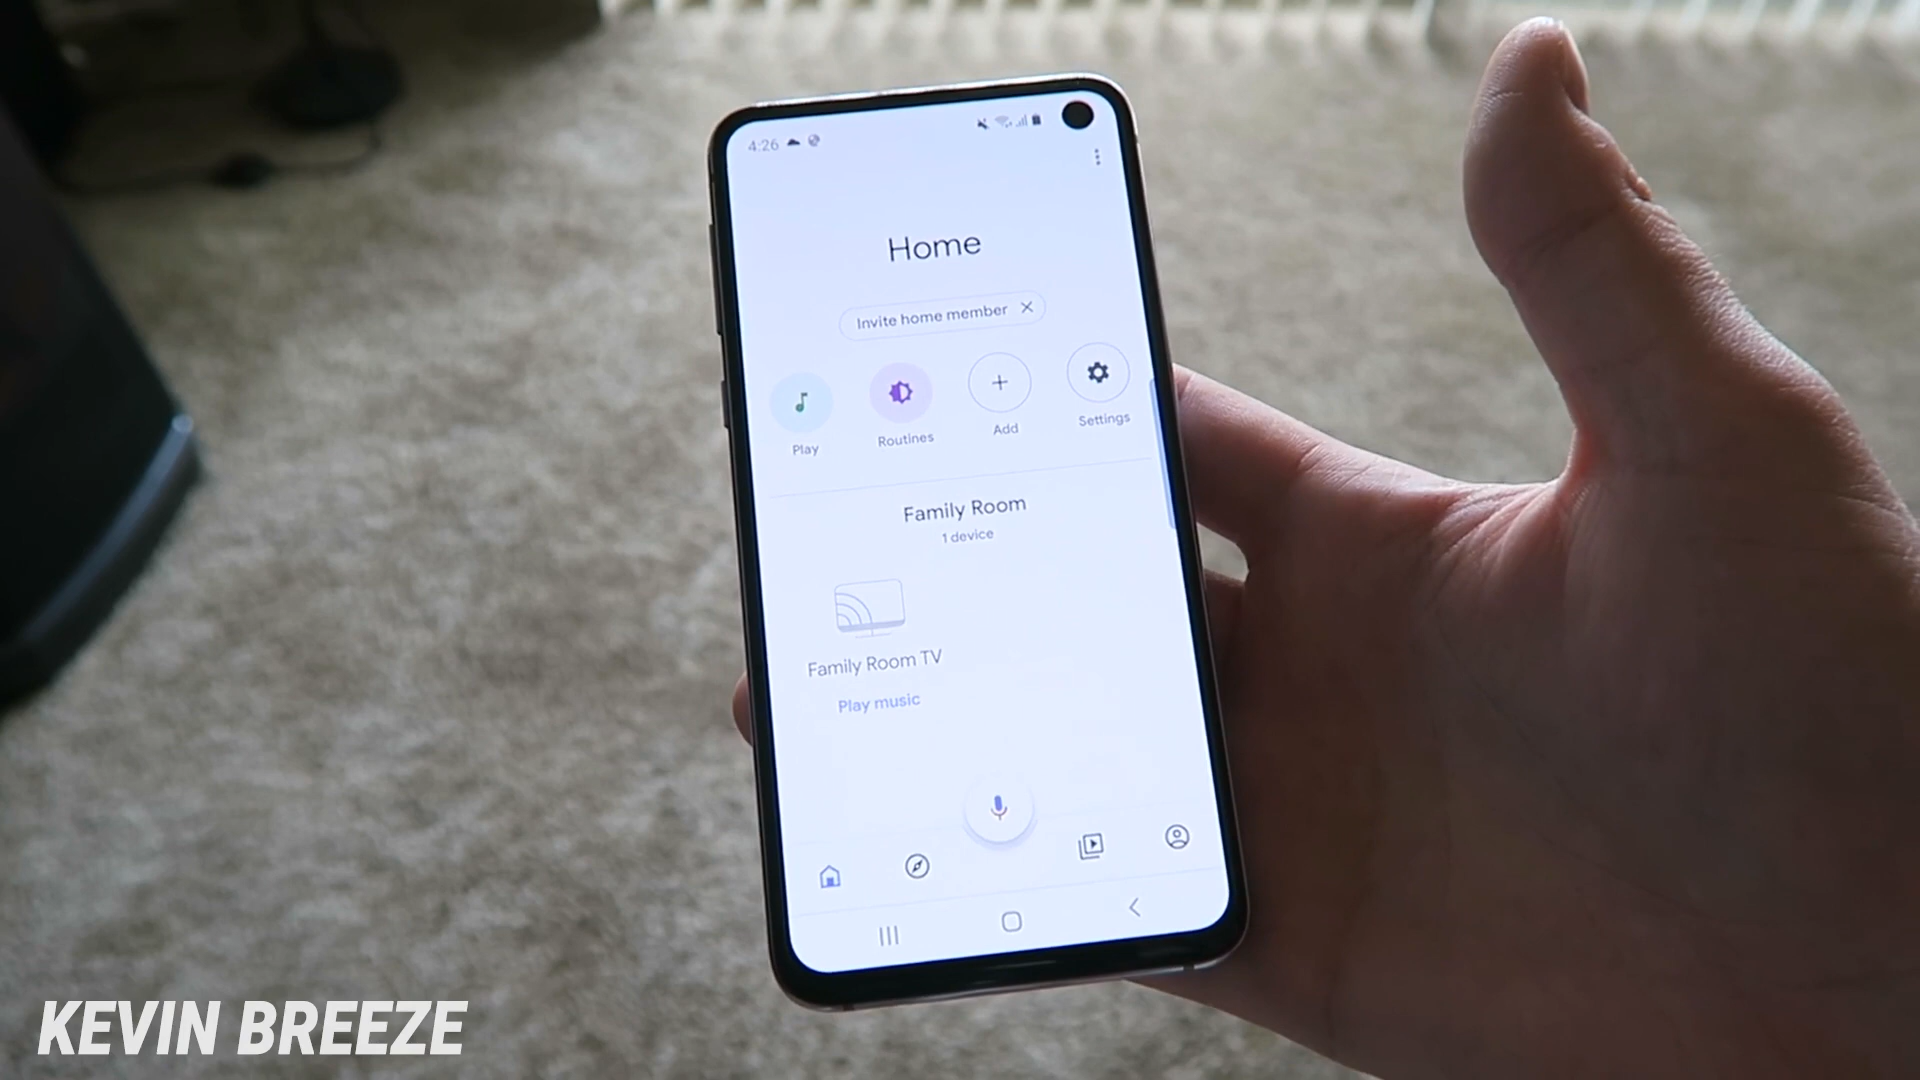 4:26
Home
Invite home member
Play
Routines
Add
Settings
Family Room
1 device
Family Room TV
Play music
KEVIN BREEZE